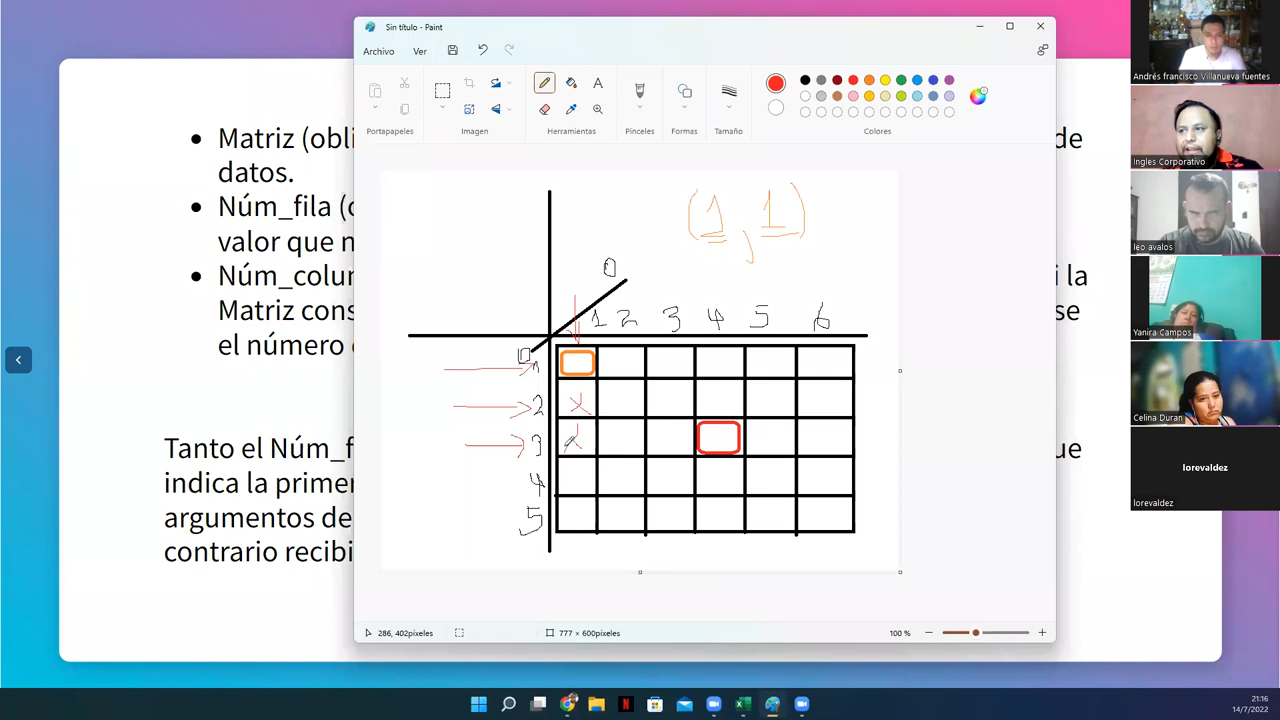 Sin título - Paint
Archivo
Ver
Portapapeles
Imagen
Herramientas
Pinceles
Formas
Tamaño
Colores
Matriz (obli
de
datos.
Núm_fila (
valor que n
Núm_colum
i la
Matriz cons
se
el número
Tanto el Núm_f
ue
indica la primer
argumentos de
contrario recibi
(1, 1)
0
1 2 3 4 5 6
0
1
2 X
3 X
4
5
286, 402píxeles
777 × 600píxeles
100 %
Andrés francisco Villanueva fuentes
Ingles Corporativo
leo avalos
Yanira Campos
Celina Duran
lorevaldez
lorevaldez
21:16
14/7/2022